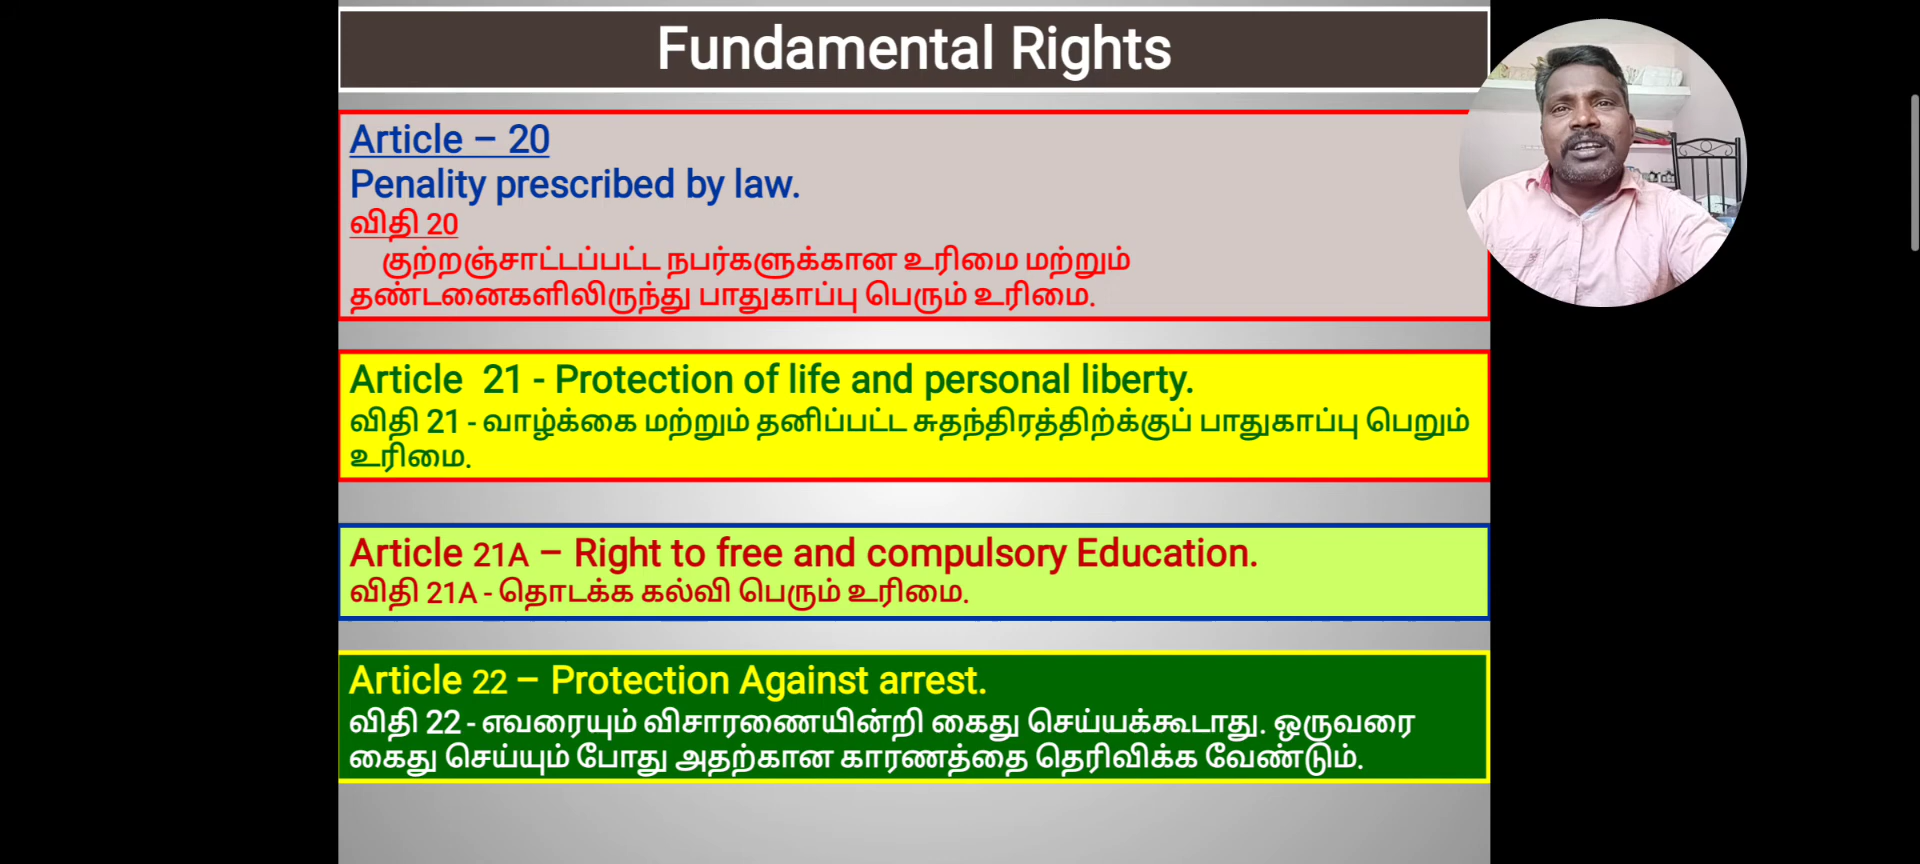 Fundamental Rights
Article – 20
Penality prescribed by law.
விதி 20
குற்றஞ்சாட்டப்பட்ட நபர்களுக்கான உரிமை மற்றும்
தண்டனைகளிலிருந்து பாதுகாப்பு பெரும் உரிமை.
Article 21 - Protection of life and personal liberty.
விதி 21 - வாழ்க்கை மற்றும் தனிப்பட்ட சுதந்திரத்திற்க்குப் பாதுகாப்பு பெறும்
உரிமை.
Article 21A – Right to free and compulsory Education.
விதி 21A - தொடக்க கல்வி பெரும் உரிமை.
Article 22 – Protection Against arrest.
விதி 22 - எவரையும் விசாரணையின்றி கைது செய்யக்கூடாது. ஒருவரை
கைது செய்யும் போது அதற்கான காரணத்தை தெரிவிக்க வேண்டும்.